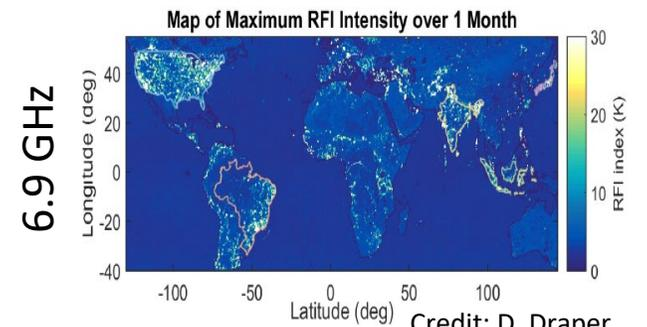 Map of Maximum RFI Intensity over 1 Month
6.9 GHz
Longitude (deg)
40
20
0
-20
-40
-100
-50
0
50
100
Latitude (deg)
30
20
10
0
RFI index (K)
Credit: D. Draper